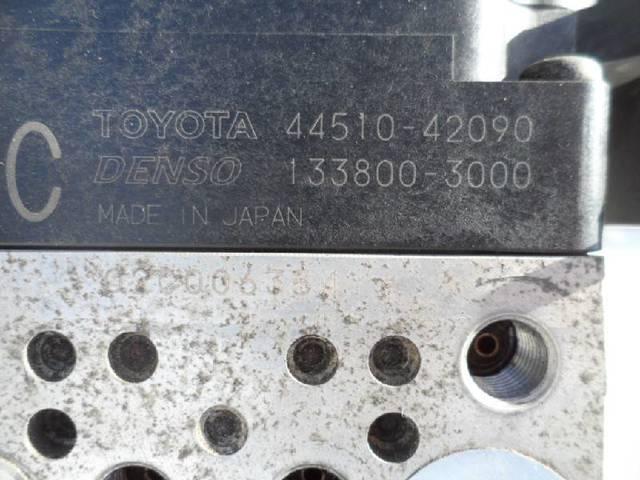 C
TOYOTA 44510-42090
DENSO 133800-3000
MADE IN JAPAN